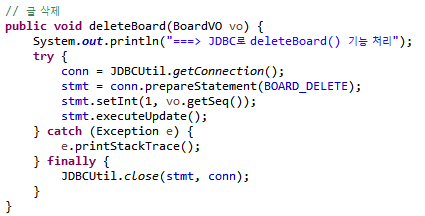 // 글 삭제
public void deleteBoard(BoardVO vo) {
    System.out.println("===> JDBC로 deleteBoard() 기능 처리");
    try {
        conn = JDBCUtil.getConnection();
        stmt = conn.prepareStatement(BOARD_DELETE);
        stmt.setInt(1, vo.getSeq());
        stmt.executeUpdate();
    } catch (Exception e) {
        e.printStackTrace();
    } finally {
        JDBCUtil.close(stmt, conn);
    }
}